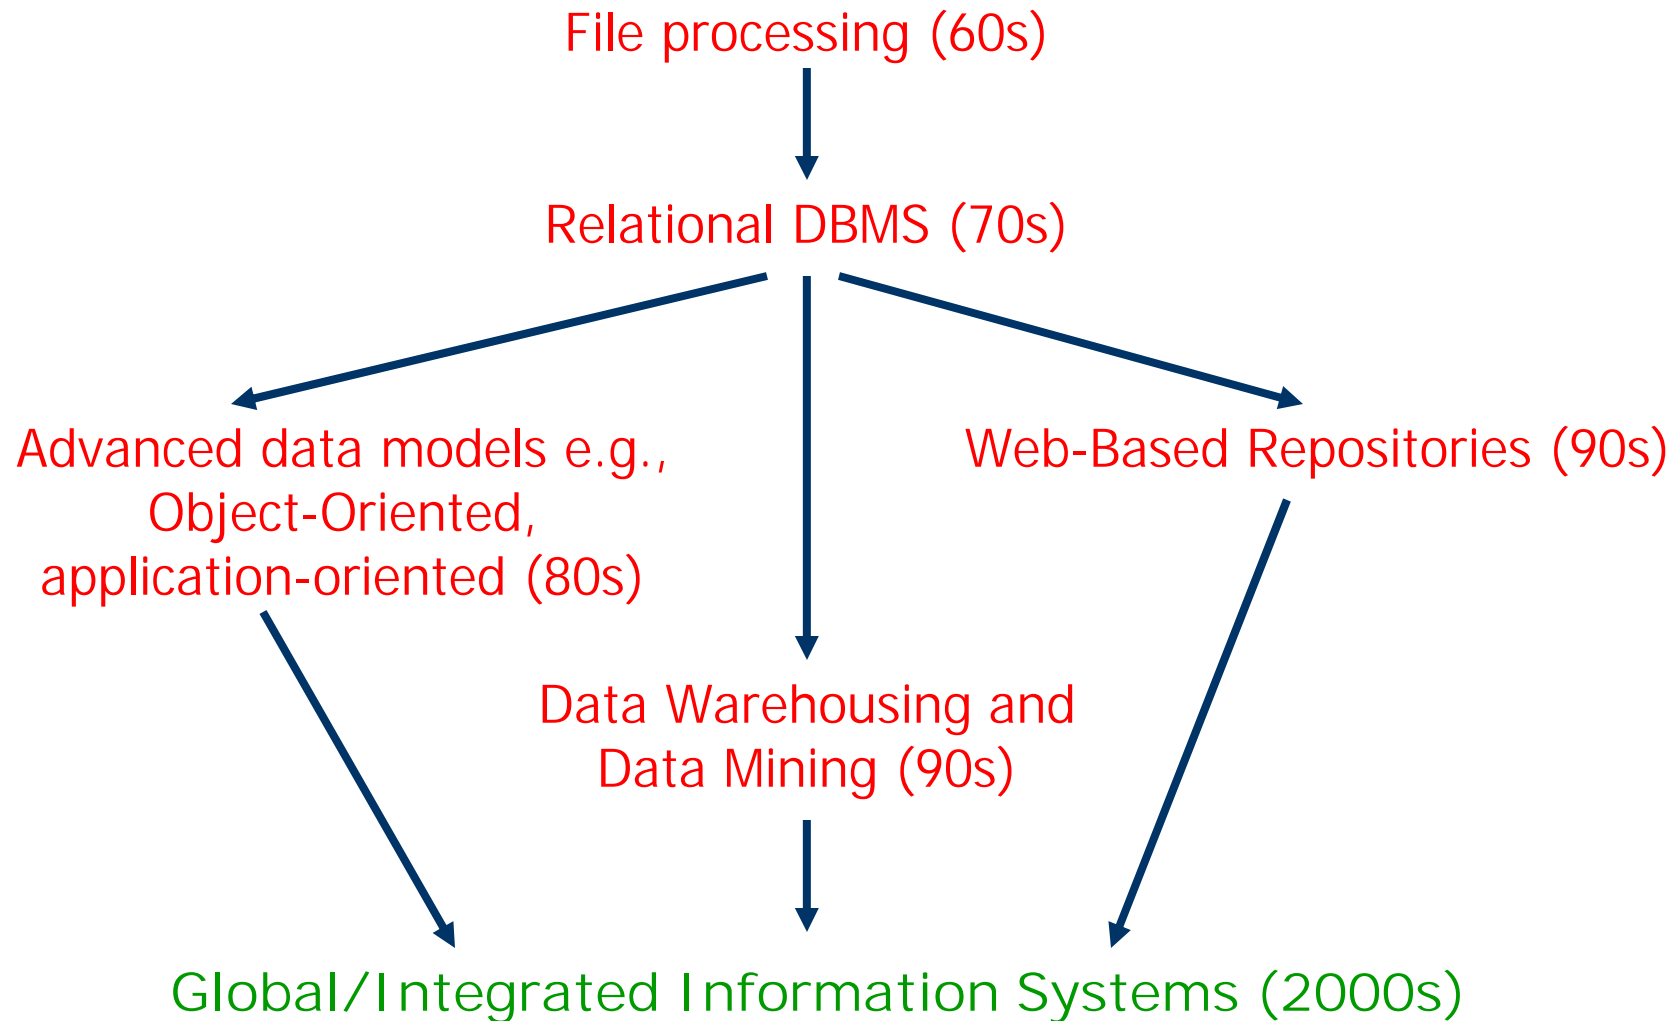 File processing (60s)
Relational DBMS (70s)
Advanced data models e.g.,
Object-Oriented,
application-oriented (80s)
Web-Based Repositories (90s)
Data Warehousing and
Data Mining (90s)
Global/Integrated Information Systems (2000s)